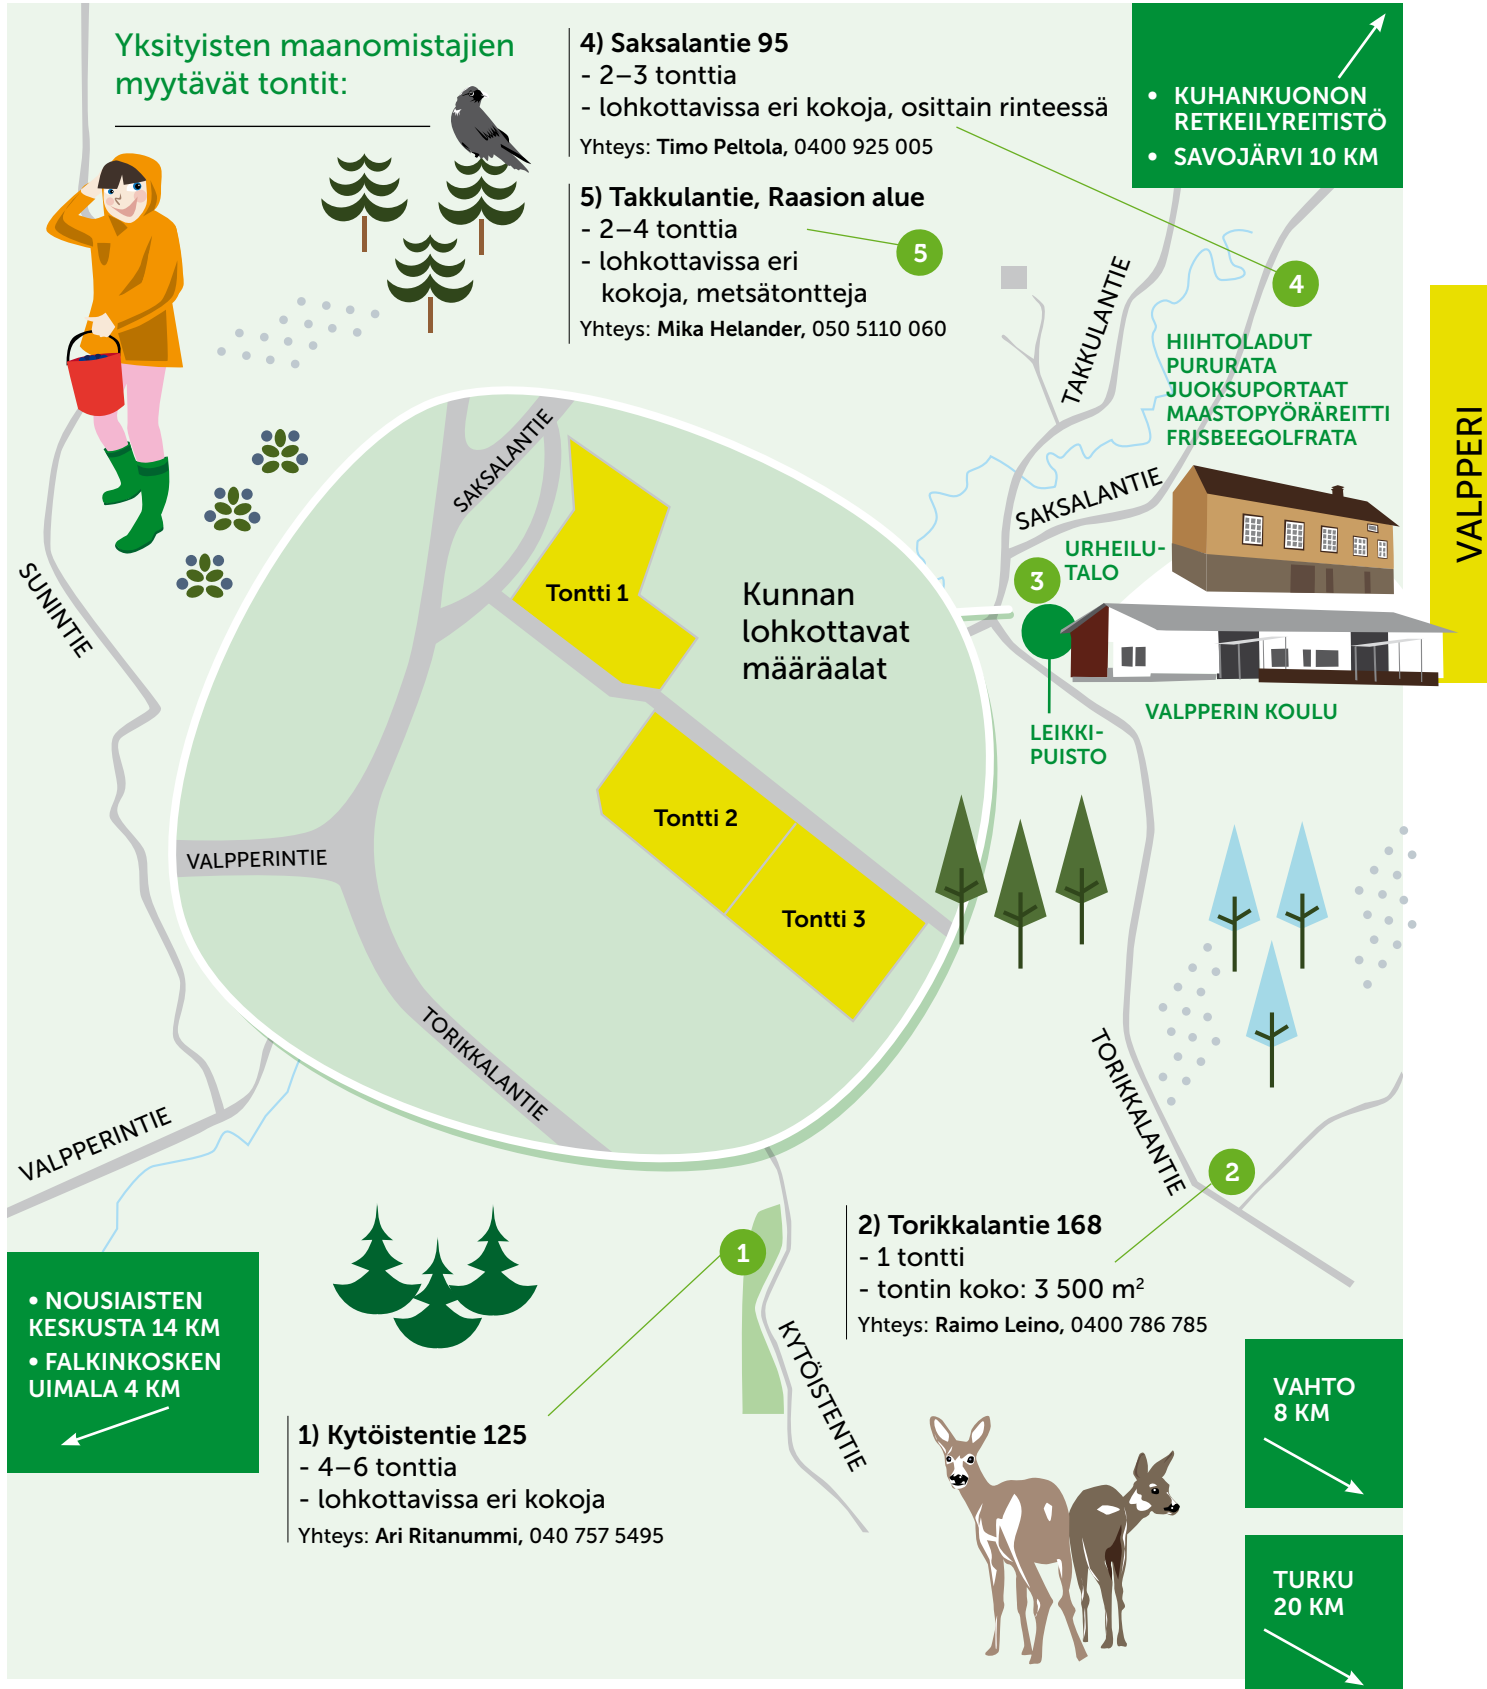 Yksityisten maanomistajien
myytävät tontit:
4) Saksalantie 95
- 2–3 tonttia
- lohkottavissa eri kokoja, osittain rinteessä
Yhteys: Timo Peltola, 0400 925 005
5) Takkulantie, Raasion alue
- 2–4 tonttia
- lohkottavissa eri
kokoja, metsätontteja
Yhteys: Mika Helander, 050 5110 060
• KUHANKUONON
RETKEILYREITISTÖ
• SAVOJÄRVI 10 KM
5
4
TAKKULANTIE
HIIHTOLADUT
PURURATA
JUOKSUPORTAAT
MAASTOPYÖRÄREITTI
FRISBEEGOLFRATA
VALPPERI
SAKSALANTIE
SAKSALANTIE
URHEILU-
TALO
3
SUNINTIE
Tontti 1
Kunnan
lohkottavat
määräalat
VALPPERIN KOULU
LEIKKI-
PUISTO
Tontti 2
VALPPERINTIE
Tontti 3
TORIKKALANTIE
TORIKKALANTIE
VALPPERINTIE
2
2) Torikkalantie 168
- 1 tontti
- tontin koko: 3 500 m²
Yhteys: Raimo Leino, 0400 786 785
1
• NOUSIAISTEN
KESKUSTA 14 KM
• FALKINKOSKEN
UIMALA 4 KM
KYTÖISTENTIE
1) Kytöistentie 125
- 4–6 tonttia
- lohkottavissa eri kokoja
Yhteys: Ari Ritanummi, 040 757 5495
VAHTO
8 KM
TURKU
20 KM